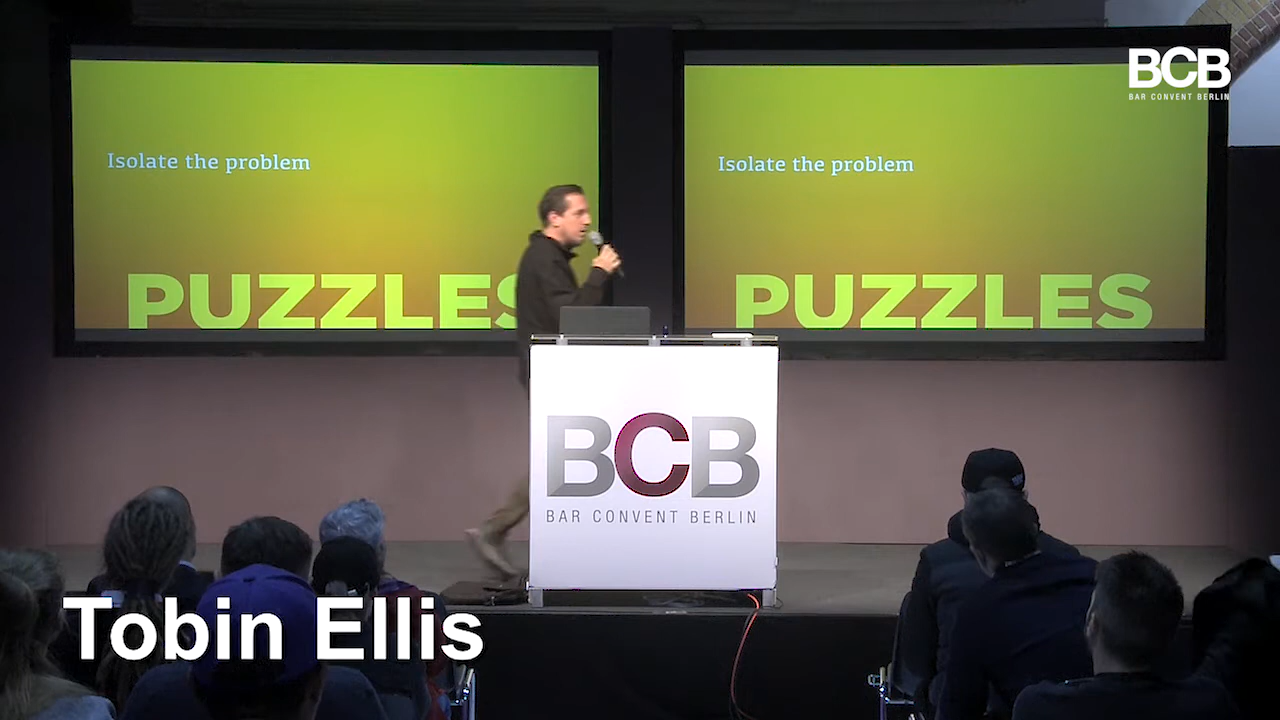 BCB
BAR CONVENT BERLIN
Isolate the problem
PUZZLES
Isolate the problem
PUZZLES
BCB
BAR CONVENT BERLIN
Tobin Ellis